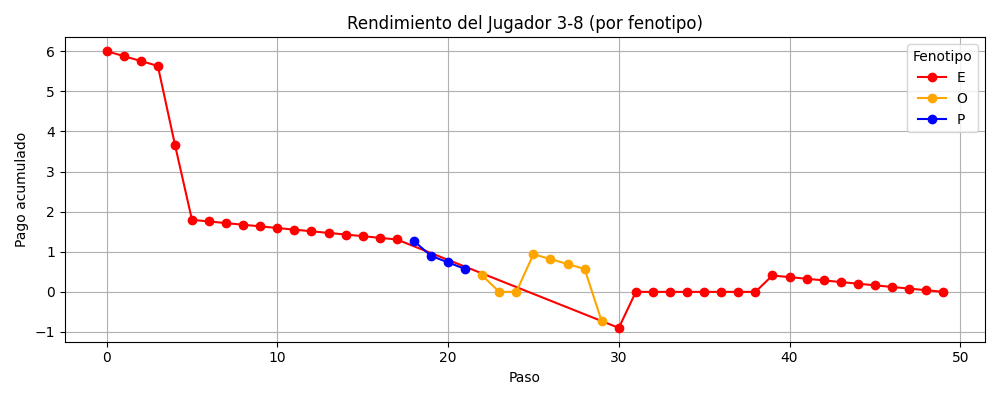 Rendimiento del Jugador 3-8 (por fenotipo)
Pago acumulado
6
5
4
3
2
1
0
−1
Fenotipo
E
O
P
0 10 20 30 40 50
Paso